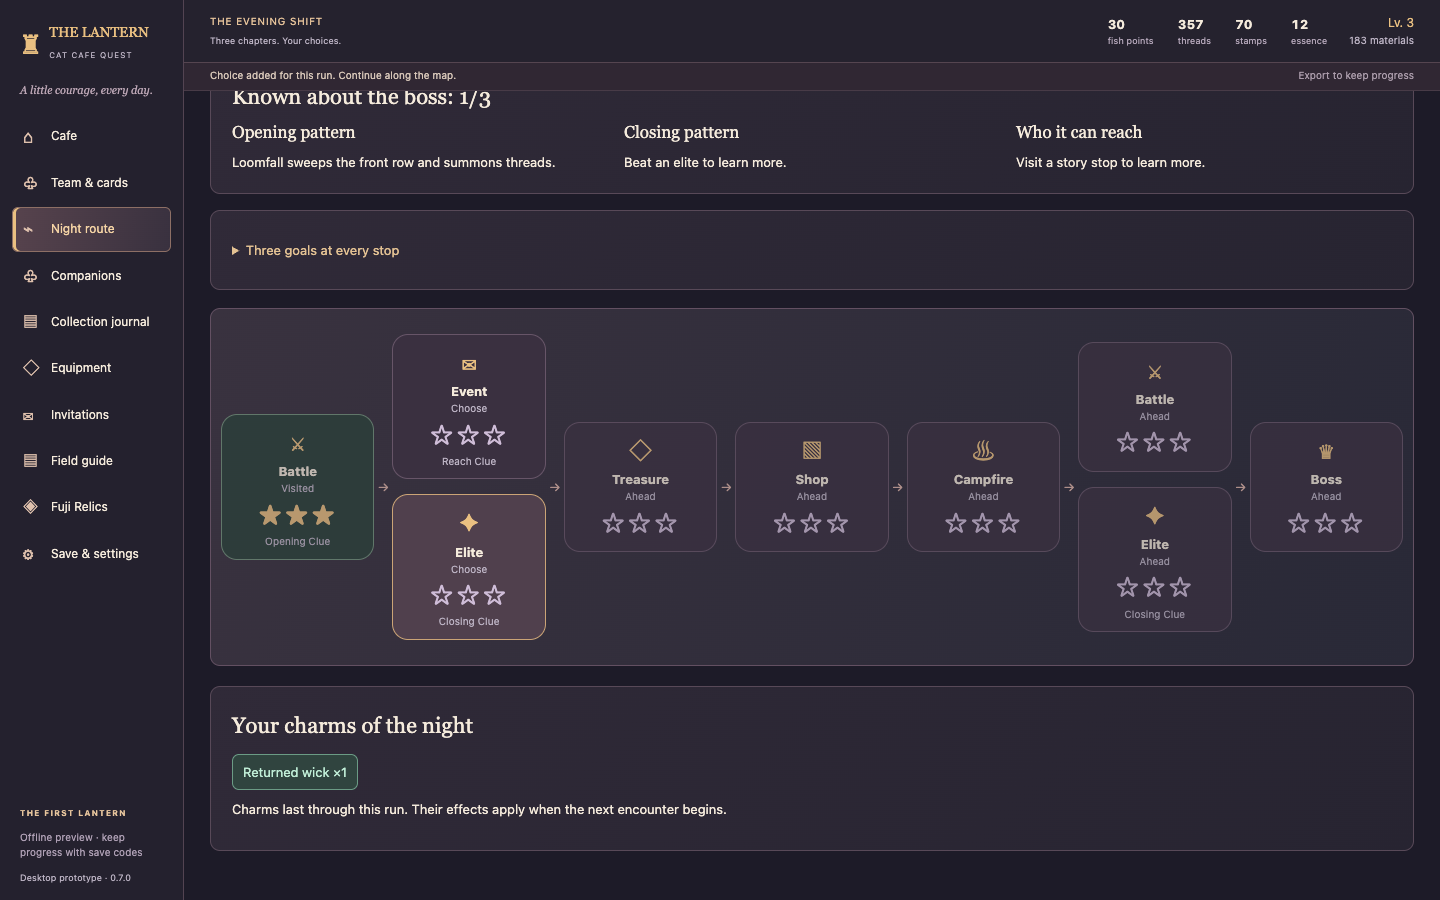 THE LANTERN
CAT CAFE QUEST
A little courage, every day.
Cafe
Team & cards
Night route
Companions
Collection journal
Equipment
Invitations
Field guide
Fuji Relics
Save & settings
THE FIRST LANTERN
Offline preview · keep
progress with save codes
Desktop prototype · 0.7.0
THE EVENING SHIFT
Three chapters. Your choices.
30
fish points
357
threads
70
stamps
12
essence
Lv. 3
183 materials
Choice added for this run. Continue along the map.
Export to keep progress
Known about the boss: 1/3
Opening pattern
Loomfall sweeps the front row and summons threads.
Closing pattern
Beat an elite to learn more.
Who it can reach
Visit a story stop to learn more.
Three goals at every stop
Battle
Visited
Opening Clue
Event
Choose
Reach Clue
Elite
Choose
Closing Clue
Treasure
Ahead
Shop
Ahead
Campfire
Ahead
Battle
Ahead
Elite
Ahead
Closing Clue
Boss
Ahead
Your charms of the night
Returned wick ×1
Charms last through this run. Their effects apply when the next encounter begins.